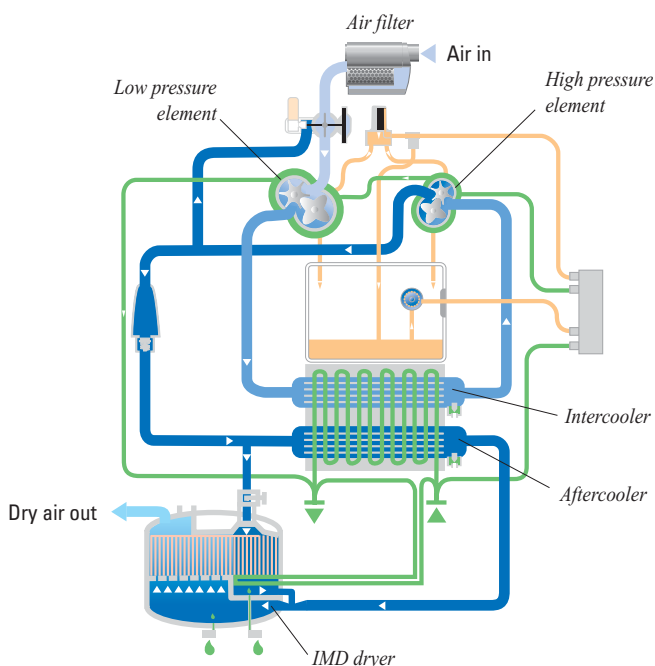 Air filter
Air in
Low pressure
element
High pressure
element
Intercooler
Aftercooler
Dry air out
IMD dryer